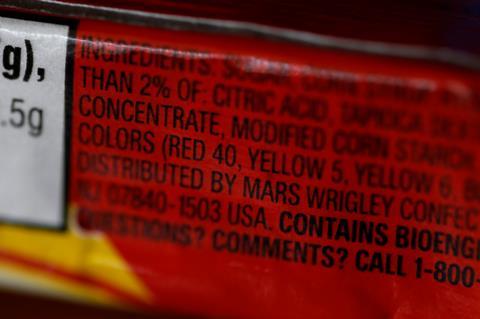 g),
.5g
INGREDIENTS: SUGAR, CORN SYRUP,
THAN 2% OF: CITRIC ACID, TAPIOCA
CONCENTRATE, MODIFIED CORN STARCH,
COLORS (RED 40, YELLOW 5, YELLOW 6, B
DISTRIBUTED BY MARS WRIGLEY CONFEC
NJ 07840-1503 USA. CONTAINS BIOENG
QUESTIONS? COMMENTS? CALL 1-800-